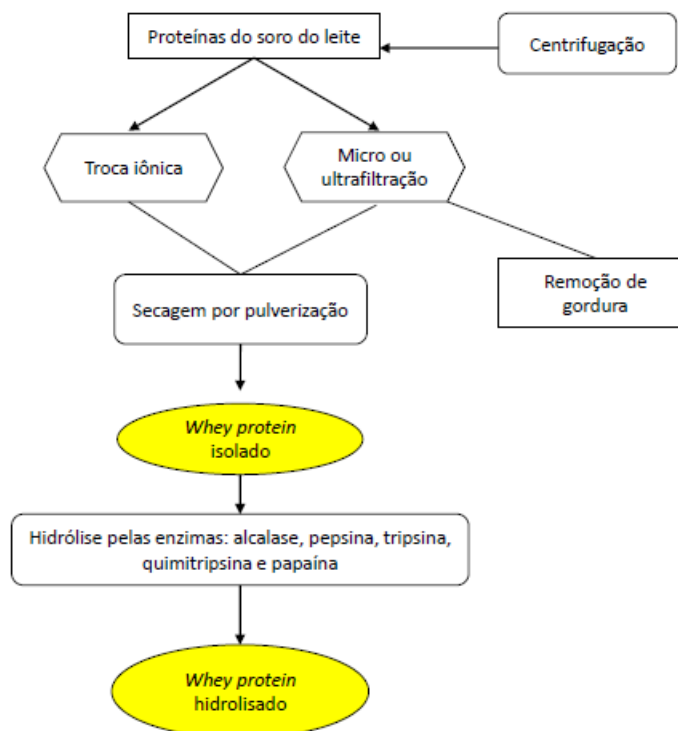 Proteínas do soro do leite
Centrifugação
Troca iônica
Micro ou
ultrafiltração
Secagem por pulverização
Remoção de
gordura
Whey protein
isolado
Hidrólise pelas enzimas: alcalase, pepsina, tripsina,
quimitripsina e papaína
Whey protein
hidrolisado